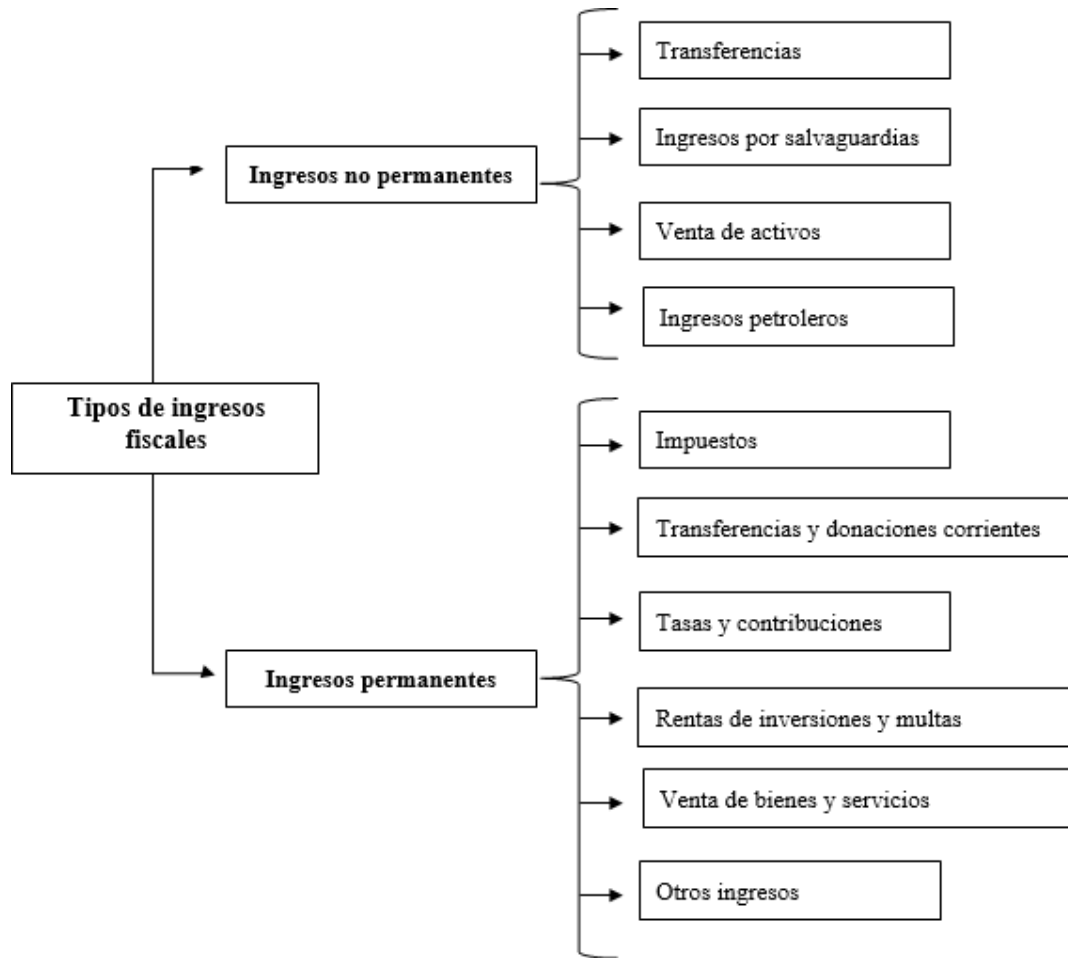 Tipos de ingresos
fiscales
Ingresos no permanentes
Transferencias
Ingresos por salvaguardias
Venta de activos
Ingresos petroleros
Ingresos permanentes
Impuestos
Transferencias y donaciones corrientes
Tasas y contribuciones
Rentas de inversiones y multas
Venta de bienes y servicios
Otros ingresos